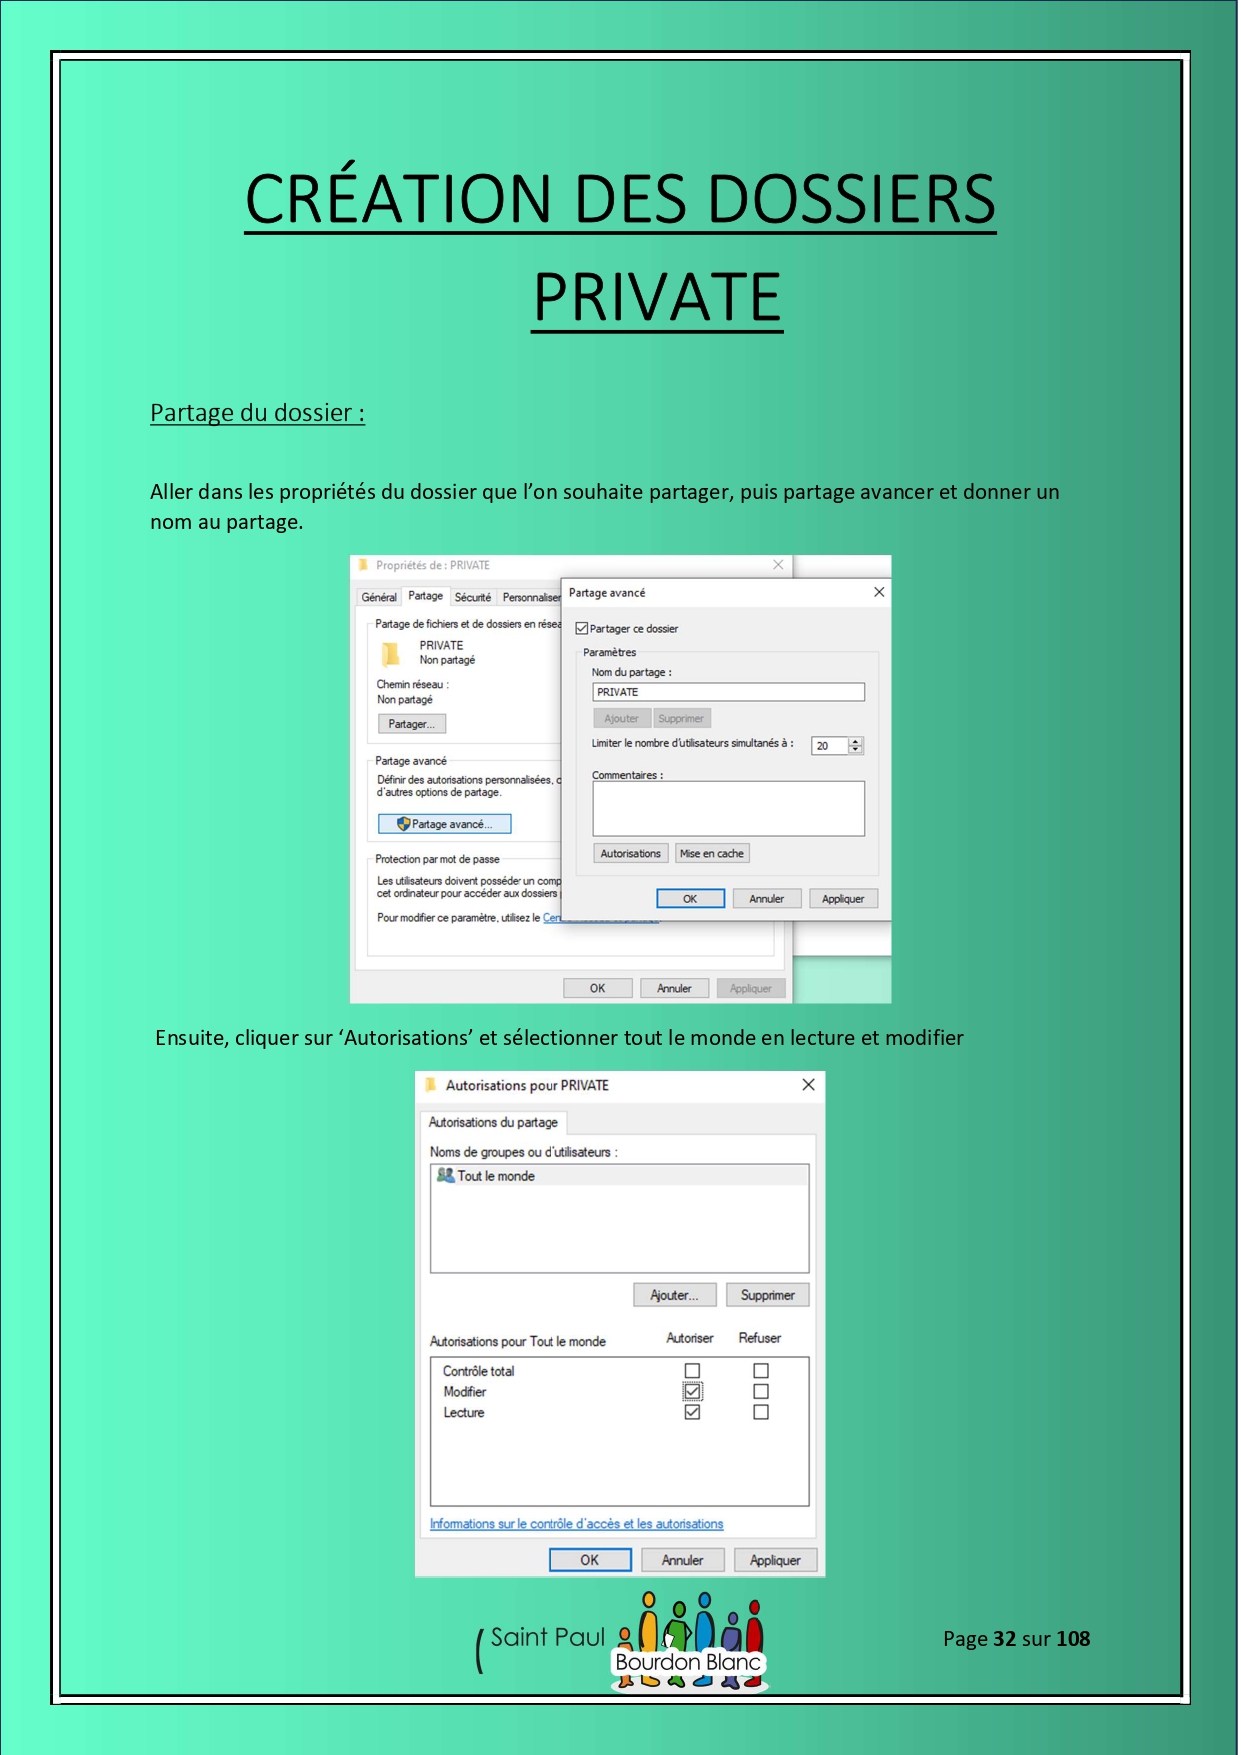 CRÉATION DES DOSSIERS
PRIVATE
Partage du dossier :
Aller dans les propriétés du dossier que l’on souhaite partager, puis partage avancer et donner un
nom au partage.
Propriétés de : PRIVATE
Général Partage Sécurité Personnaliser
Partage de fichiers et de dossiers en
PRIVATE
Non partagé
Chemin réseau :
Non partagé
Partager...
Partage avancé
Définir des autorisations personnalisées,
d'autres options de partage.
Partage avancé...
Protection par mot de passe
Les utilisateurs doivent posséder un
cet ordinateur pour accéder aux dossiers
Pour modifier ce paramètre, utilisez le
OK Annuler Appliquer
Partage avancé
Partager ce dossier
Paramètres
Nom du partage :
PRIVATE
Ajouter Supprimer
Limiter le nombre d'utilisateurs simultanés à : 20
Commentaires :
Autorisations Mise en cache
OK Annuler Appliquer
Ensuite, cliquer sur ‘Autorisations’ et sélectionner tout le monde en lecture et modifier
Autorisations pour PRIVATE
Autorisations du partage
Noms de groupes ou d'utilisateurs :
Tout le monde
Ajouter... Supprimer
Autorisations pour Tout le monde Autoriser Refuser
Contrôle total
Modifier
Lecture
Informations sur le contrôle d'accès et les autorisations
OK Annuler Appliquer
Saint Paul
Bourdon Blanc
Page 32 sur 108